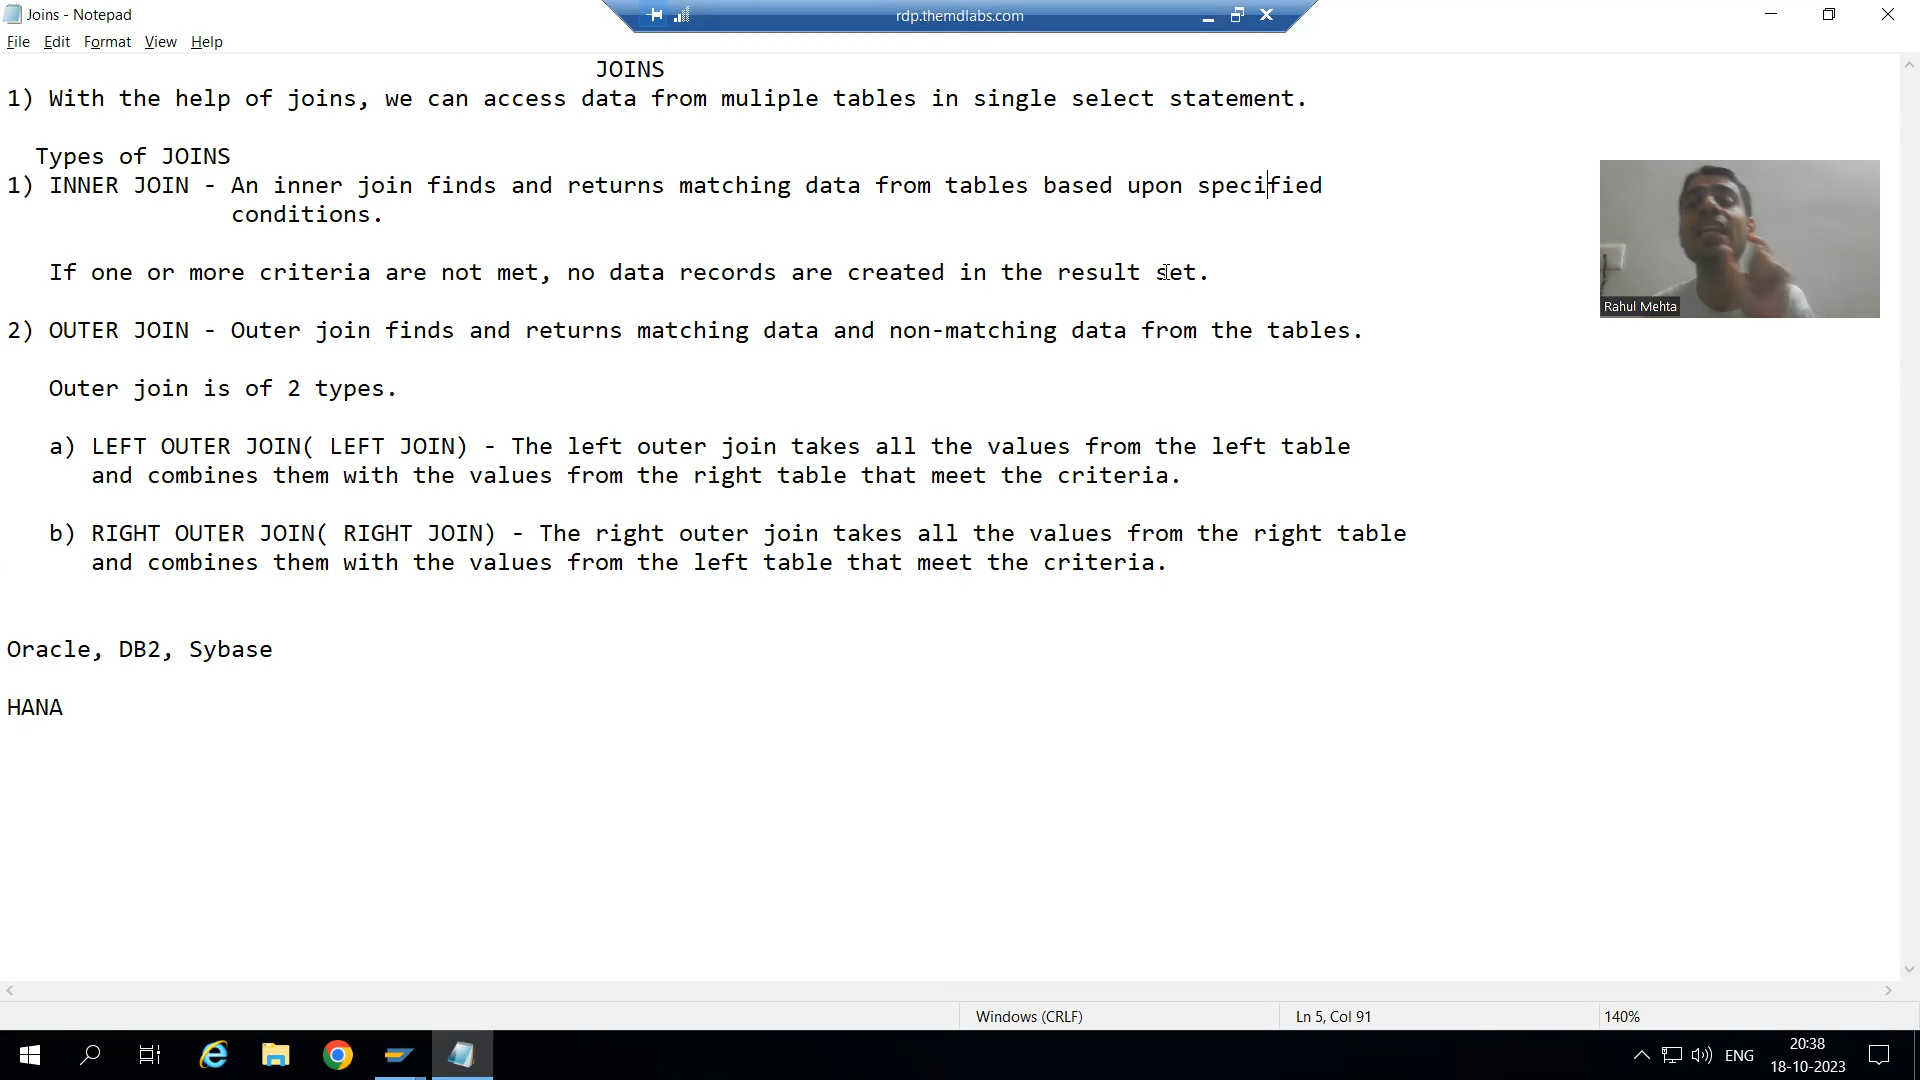 Joins - Notepad
rdp.themdlabs.com
File Edit Format View Help
JOINS
1) With the help of joins, we can access data from muliple tables in single select statement.
Types of JOINS
1) INNER JOIN - An inner join finds and returns matching data from tables based upon specified
conditions.
If one or more criteria are not met, no data records are created in the result set.
Rahul Mehta
2) OUTER JOIN - Outer join finds and returns matching data and non-matching data from the tables.
Outer join is of 2 types.
a) LEFT OUTER JOIN( LEFT JOIN) - The left outer join takes all the values from the left table
and combines them with the values from the right table that meet the criteria.
b) RIGHT OUTER JOIN( RIGHT JOIN) - The right outer join takes all the values from the right table
and combines them with the values from the left table that meet the criteria.
Oracle, DB2, Sybase
HANA
Windows (CRLF) Ln 5, Col 91 140%
ENG
20:38
18-10-2023